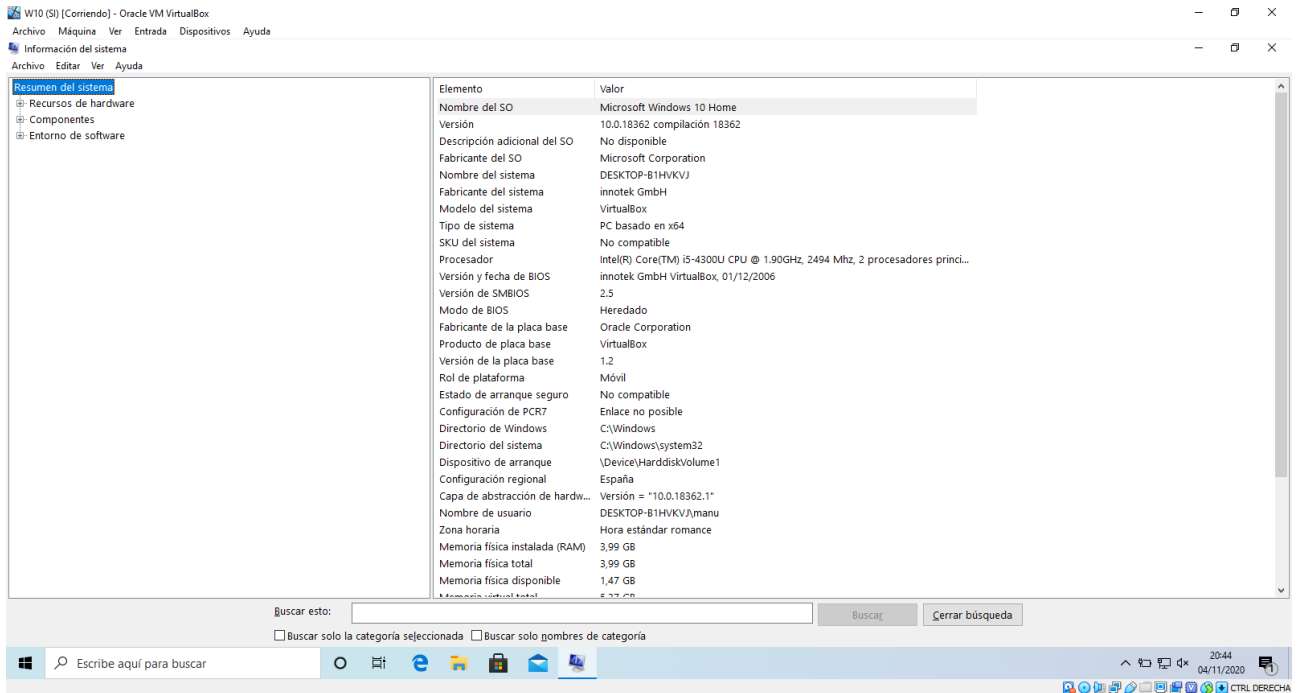 W10 (SI) [Corriendo] - Oracle VM VirtualBox
Archivo Máquina Ver Entrada Dispositivos Ayuda
Información del sistema
Archivo Editar Ver Ayuda
Resumen del sistema
Recursos de hardware
Componentes
Entorno de software
Elemento Valor
Nombre del SO Microsoft Windows 10 Home
Versión 10.0.18362 compilación 18362
Descripción adicional del SO No disponible
Fabricante del SO Microsoft Corporation
Nombre del sistema DESKTOP-B1HVKVJ
Fabricante del sistema innotek GmbH
Modelo del sistema VirtualBox
Tipo de sistema PC basado en x64
SKU del sistema No compatible
Procesador Intel(R) Core(TM) i5-4300U CPU @ 1.90GHz, 2494 Mhz, 2 procesadores princi...
Versión y fecha de BIOS innotek GmbH VirtualBox, 01/12/2006
Versión de SMBIOS 2.5
Modo de BIOS Heredado
Fabricante de la placa base Oracle Corporation
Producto de placa base VirtualBox
Versión de la placa base 1.2
Rol de plataforma Móvil
Estado de arranque seguro No compatible
Configuración de PCR7 Enlace no posible
Directorio de Windows C:\Windows
Directorio del sistema C:\Windows\system32
Dispositivo de arranque \Device\HarddiskVolume1
Configuración regional España
Capa de abstracción de hardw... Versión = "10.0.18362.1"
Nombre de usuario DESKTOP-B1HVKVJ\manu
Zona horaria Hora estándar romance
Memoria física instalada (RAM) 3,99 GB
Memoria física total 3,99 GB
Memoria física disponible 1,47 GB
Memoria virtual total 5,27 GB
Buscar esto: Buscar Cerrar búsqueda
Buscar solo la categoría seleccionada Buscar solo nombres de categoría
Escribe aquí para buscar
20:44
04/11/2020
1
CTRL DERECHA